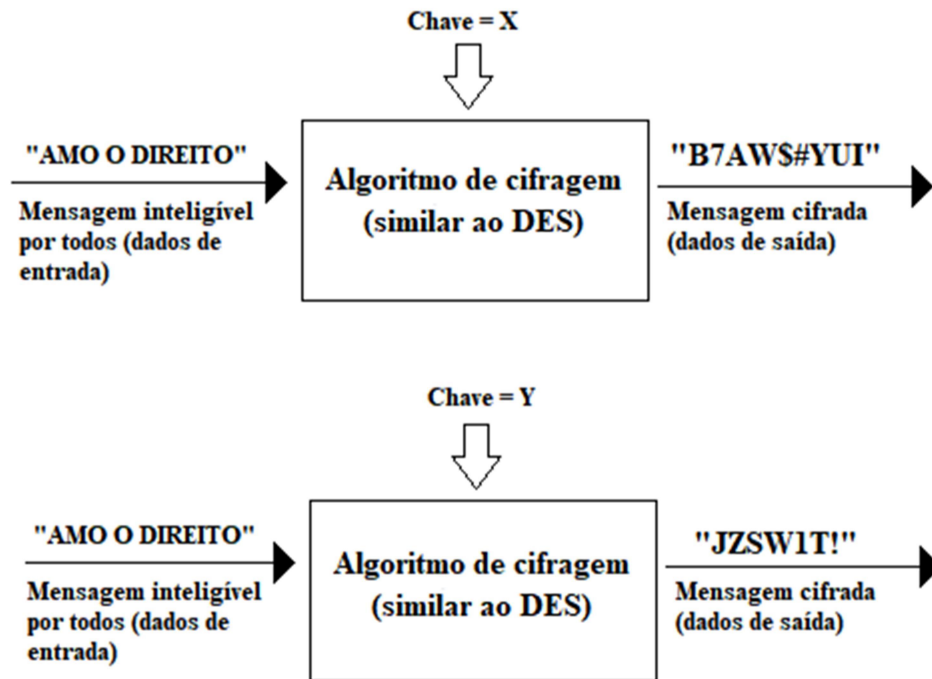 Chave = X
"AMO O DIREITO"
Mensagem inteligível
por todos (dados de
entrada)
Algoritmo de cifragem
(similar ao DES)
"B7AW$#YUI"
Mensagem cifrada
(dados de saída)
Chave = Y
"AMO O DIREITO"
Mensagem inteligível
por todos (dados de
entrada)
Algoritmo de cifragem
(similar ao DES)
"JZSW1T!"
Mensagem cifrada
(dados de saída)